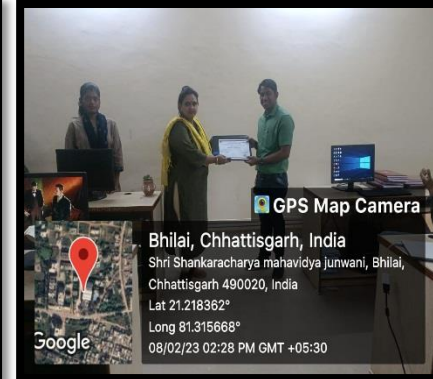 GPS Map Camera
Bhilai, Chhattisgarh, India
Shri Shankaracharya mahavidya junwani, Bhilai,
Chhattisgarh 490020, India
Lat 21.218362°
Long 81.315668°
08/02/23 02:28 PM GMT +05:30
Google